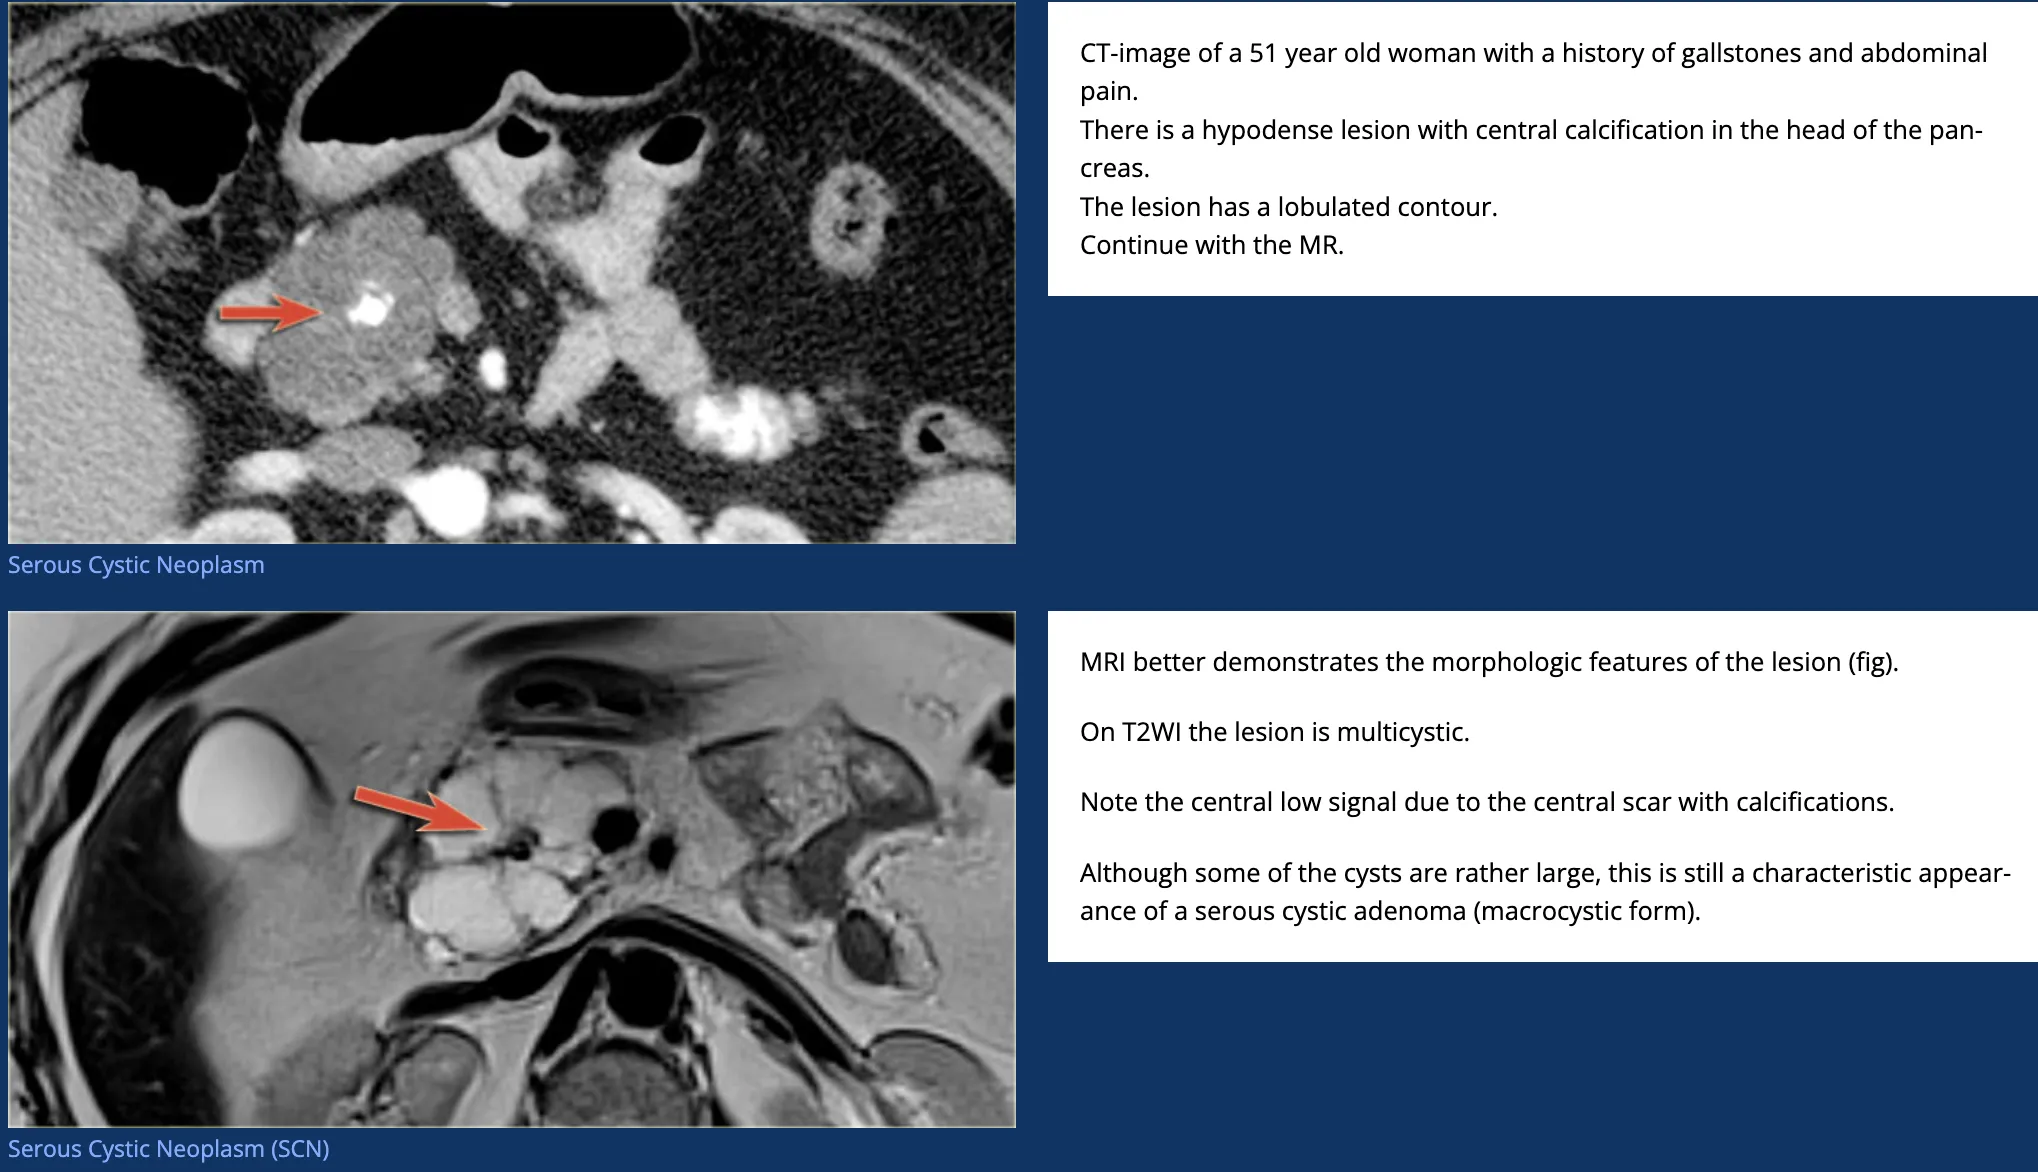 CT-image of a 51 year old woman with a history of gallstones and abdominal
pain.
There is a hypodense lesion with central calcification in the head of the pan-
creas.
The lesion has a lobulated contour.
Continue with the MR.
Serous Cystic Neoplasm
MRI better demonstrates the morphologic features of the lesion (fig).
On T2WI the lesion is multicystic.
Note the central low signal due to the central scar with calcifications.
Although some of the cysts are rather large, this is still a characteristic appear-
ance of a serous cystic adenoma (macrocystic form).
Serous Cystic Neoplasm (SCN)